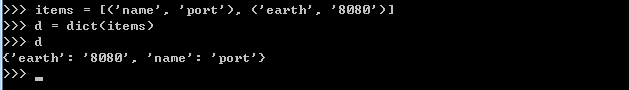 >>> items = [('name', 'port'), ('earth', '8080')]
>>> d = dict(items)
>>> d
{'earth': '8080', 'name': 'port'}
>>> _